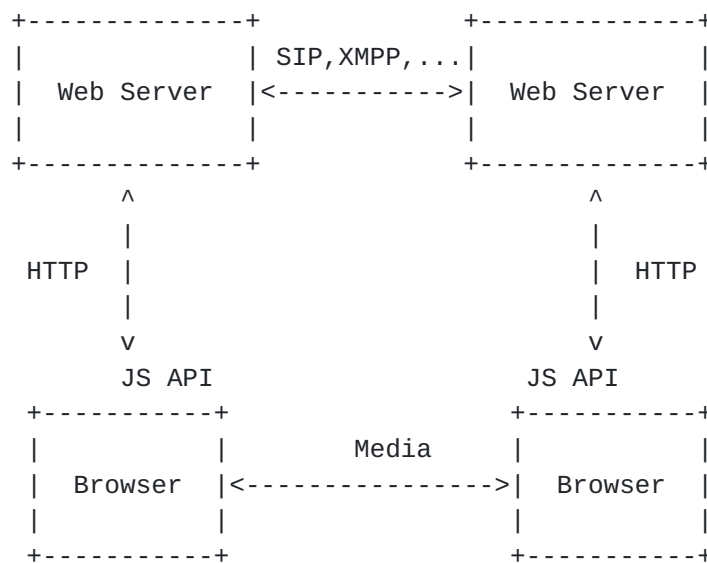 SIP,XMPP,...
Web Server Web Server
HTTP HTTP
JS API JS API
Media
Browser Browser